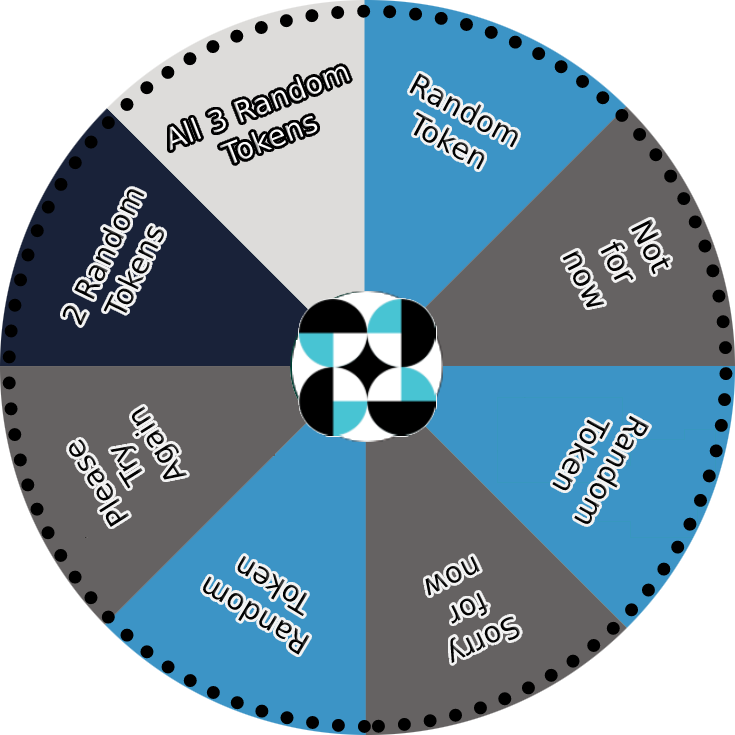 All 3 Random
Tokens
Random
Token
Not
for
now
Random
Token
Sorry
for
now
Random
Token
Please
Try
Again
2 Random
Tokens